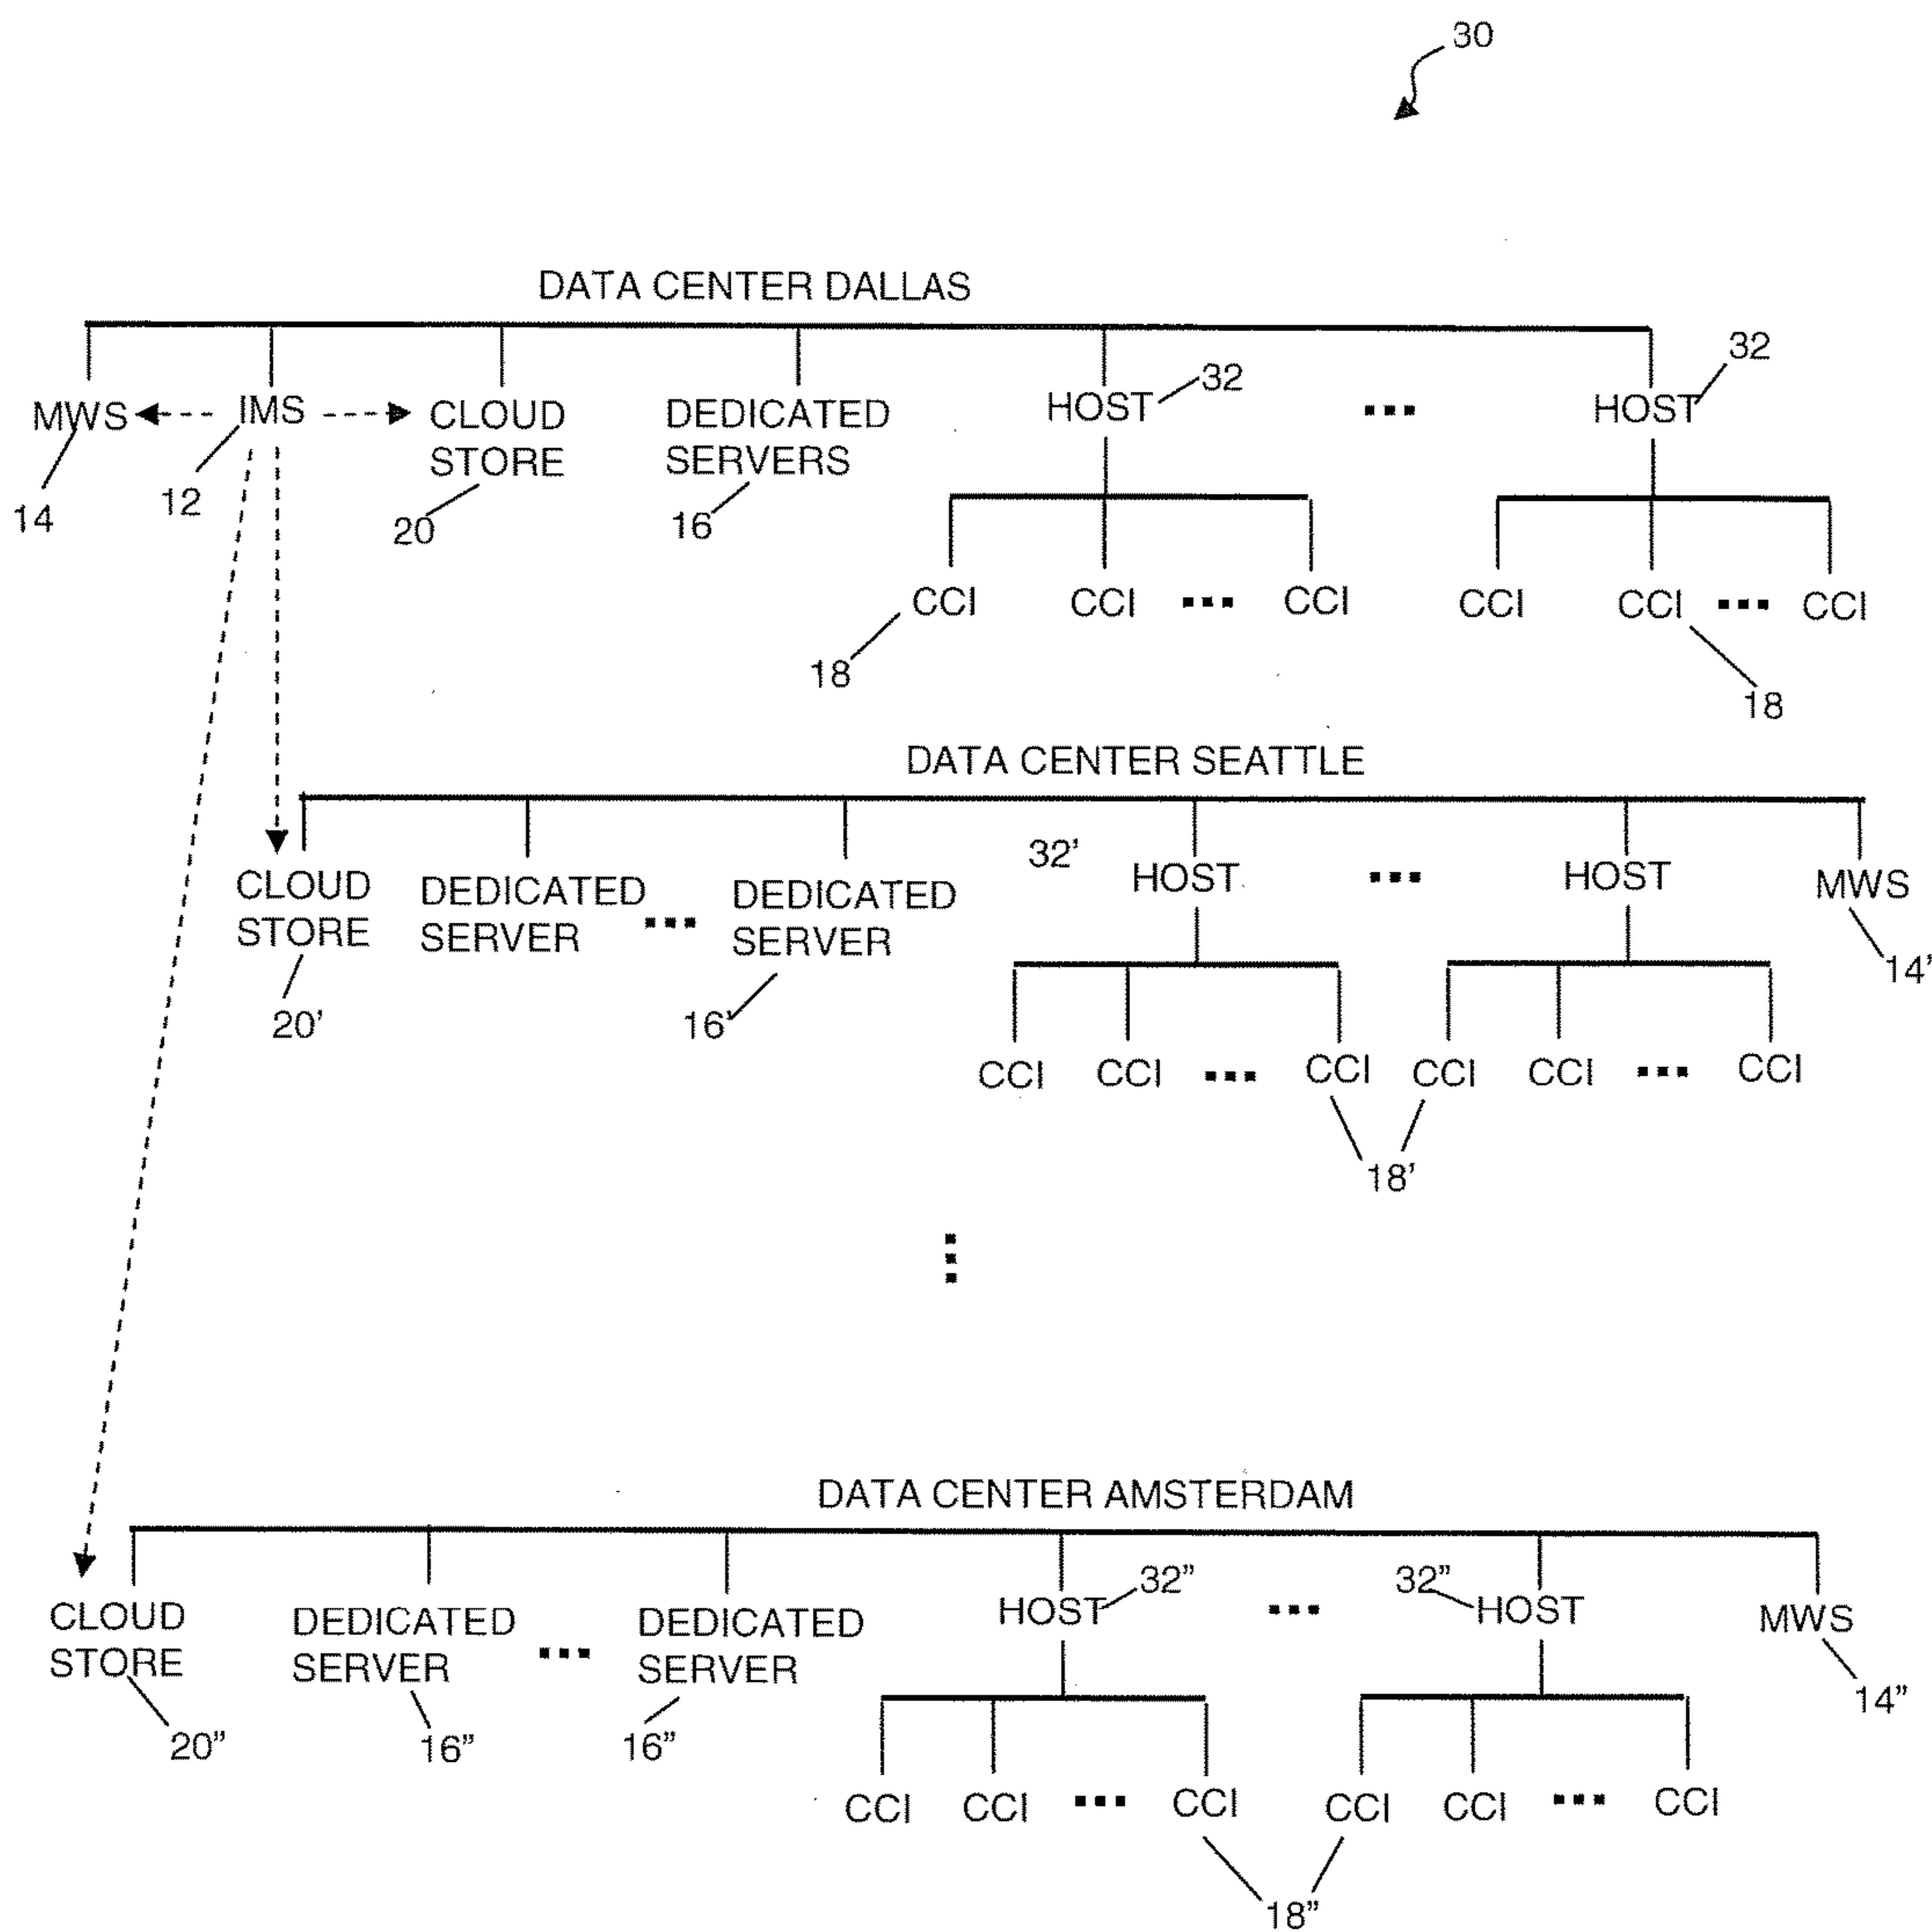 30
DATA CENTER DALLAS
MWS IMS CLOUD STORE DEDICATED SERVERS HOST 32 ... HOST 32
14 12 20 16
CCI CCI ... CCI CCI CCI ... CCI
18 18
DATA CENTER SEATTLE
CLOUD STORE DEDICATED SERVER ... DEDICATED SERVER 32' HOST ... HOST MWS
20' 16' 14'
CCI CCI ... CCI CCI CCI ... CCI
18'
...
DATA CENTER AMSTERDAM
CLOUD STORE DEDICATED SERVER ... DEDICATED SERVER HOST 32” ... 32” HOST MWS
20” 16” 16” 14”
CCI CCI ... CCI CCI CCI ... CCI
18”